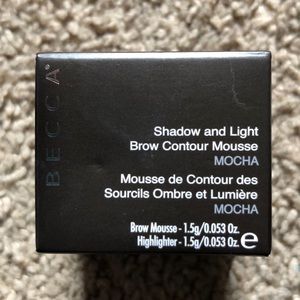 BECCA
Shadow and Light
Brow Contour Mousse
MOCHA
Mousse de Contour des
Sourcils Ombre et Lumière
MOCHA
Brow Mousse - 1.5g/0.053 Oz.
Highlighter - 1.5g/0.053 Oz. e